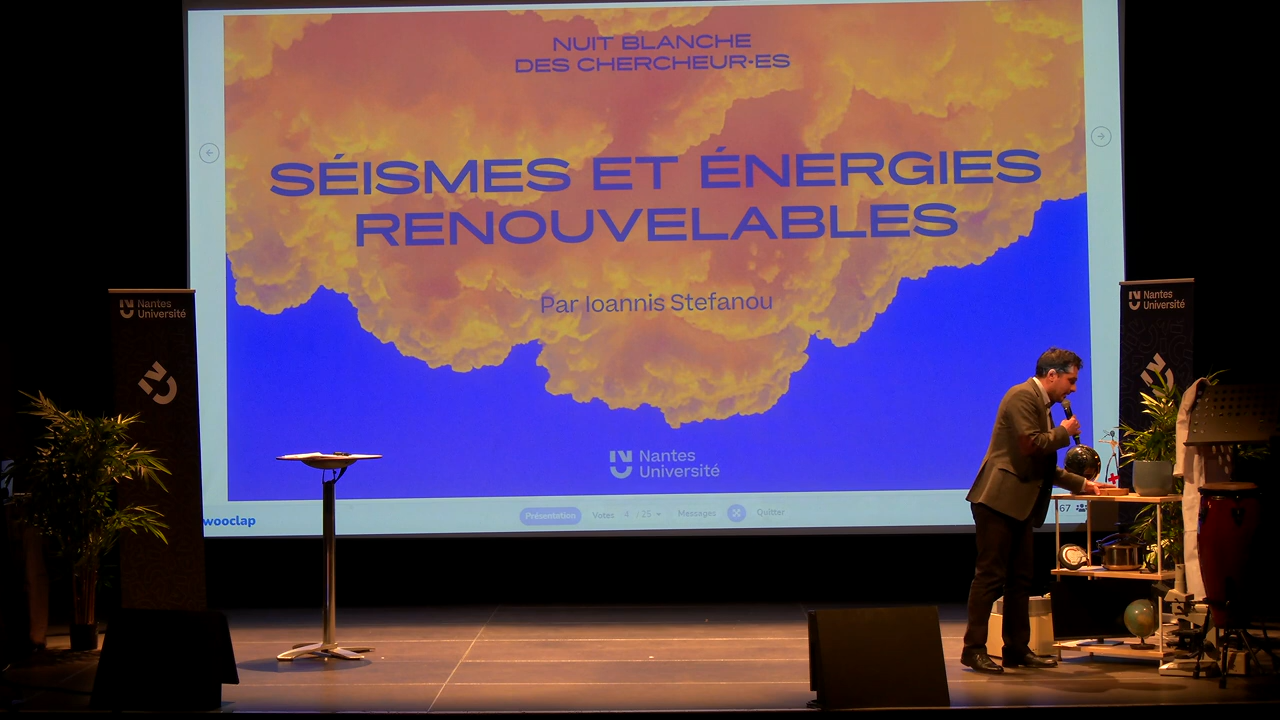 NUIT BLANCHE
DES CHERCHEUR·ES
SÉISMES ET ÉNERGIES
RENOUVELABLES
Par Ioannis Stefanou
Nantes
Université
wooclap
Présentation Votes 4 / 25 Messages Quitter
67
Nantes
Université
Nantes
Université